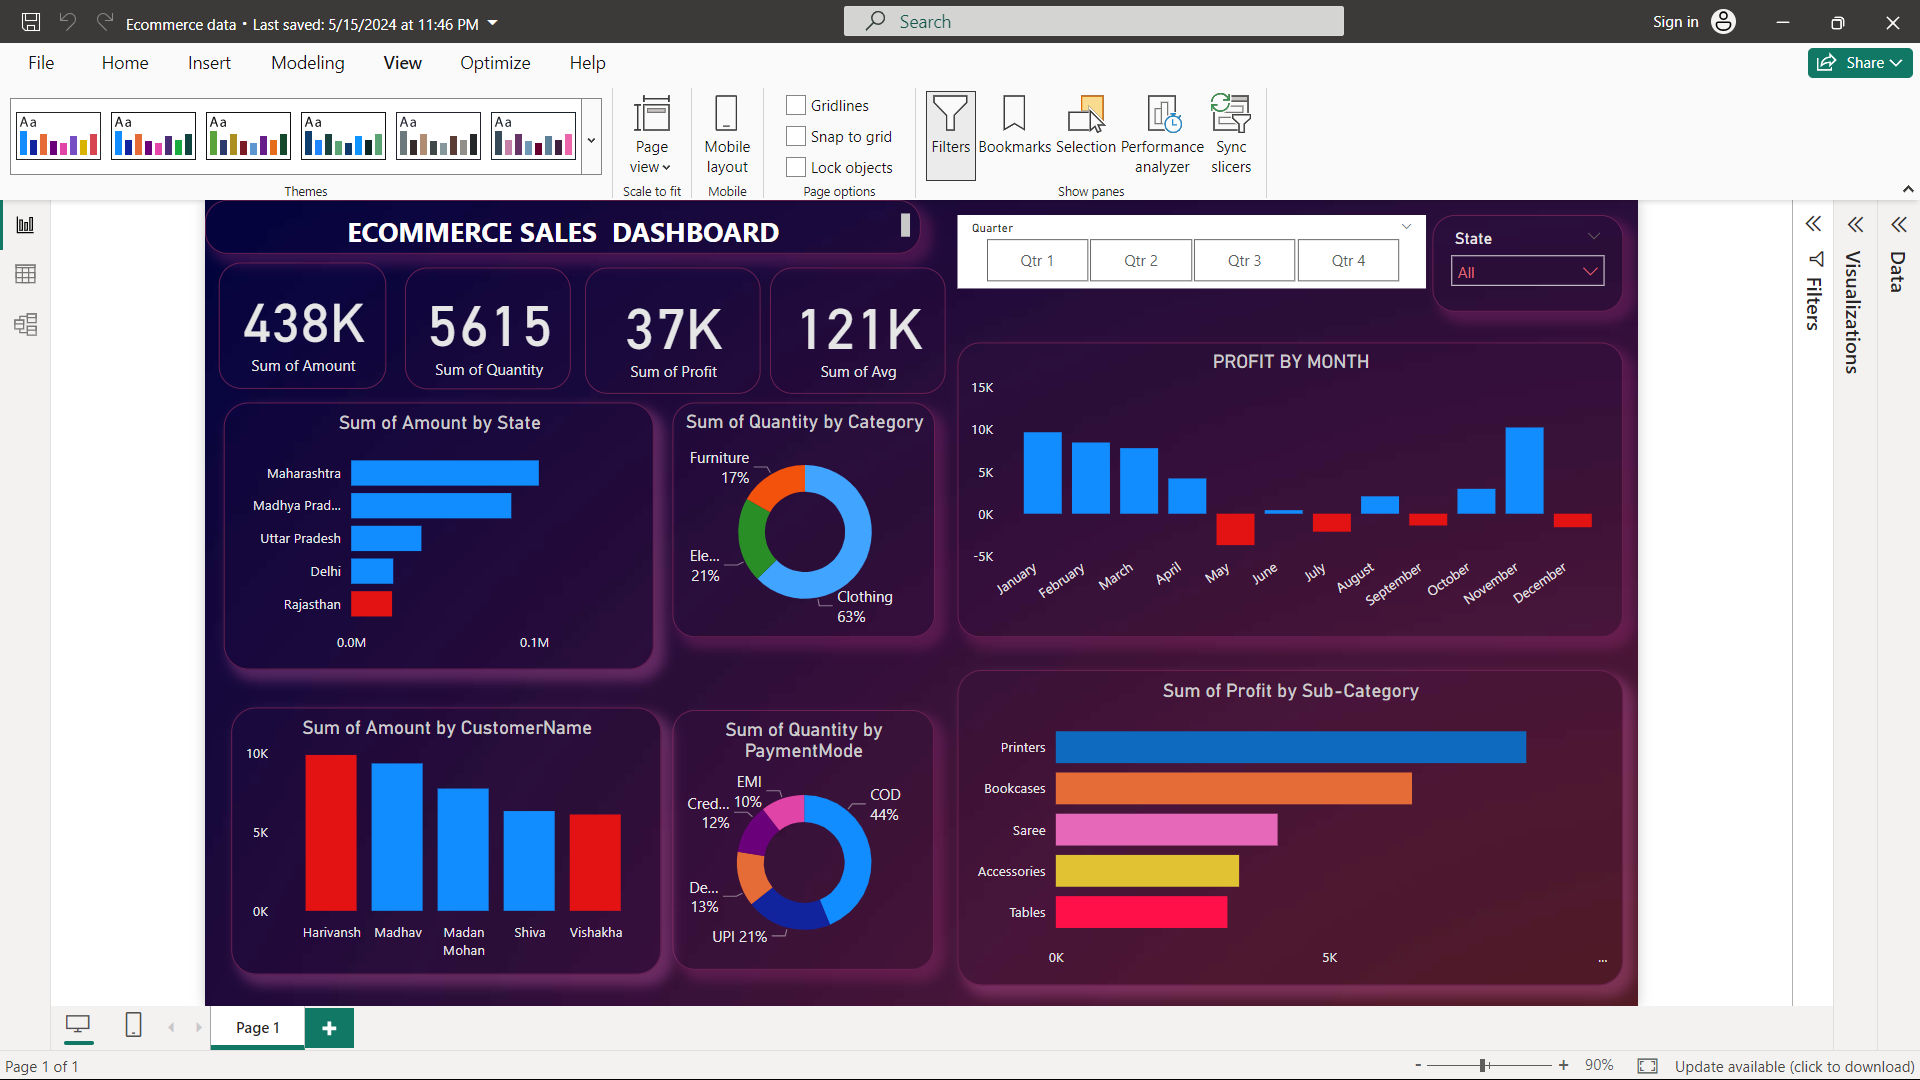 Ecommerce data • Last saved: 5/15/2024 at 11:46 PM
Search
Sign in
File
Home
Insert
Modeling
View
Optimize
Help
Share
Aa
Aa
Aa
Aa
Aa
Aa
Themes
Page
view
Scale to fit
Mobile
layout
Mobile
Gridlines
Snap to grid
Lock objects
Page options
Filters
Bookmarks
Selection
Performance
analyzer
Sync
slicers
Show panes
ECOMMERCE SALES  DASHBOARD
Quarter
Qtr 1
Qtr 2
Qtr 3
Qtr 4
State
All
Filters
Visualizations
Data
438K
Sum of Amount
5615
Sum of Quantity
37K
Sum of Profit
121K
Sum of Avg
Sum of Amount by State
Maharashtra
Madhya Prad...
Uttar Pradesh
Delhi
Rajasthan
0.0M
0.1M
Sum of Quantity by Category
Furniture
17%
Ele...
21%
Clothing
63%
PROFIT BY MONTH
15K
10K
5K
0K
-5K
January
February
March
April
May
June
July
August
September
October
November
December
Sum of Amount by CustomerName
10K
5K
0K
Harivansh
Madhav
Madan
Mohan
Shiva
Vishakha
Sum of Quantity by
PaymentMode
EMI
10%
Cred...
12%
COD
44%
De...
13%
UPI 21%
Sum of Profit by Sub-Category
Printers
Bookcases
Saree
Accessories
Tables
0K
5K
...
Page 1
Page 1 of 1
- + 90%
Update available (click to download)